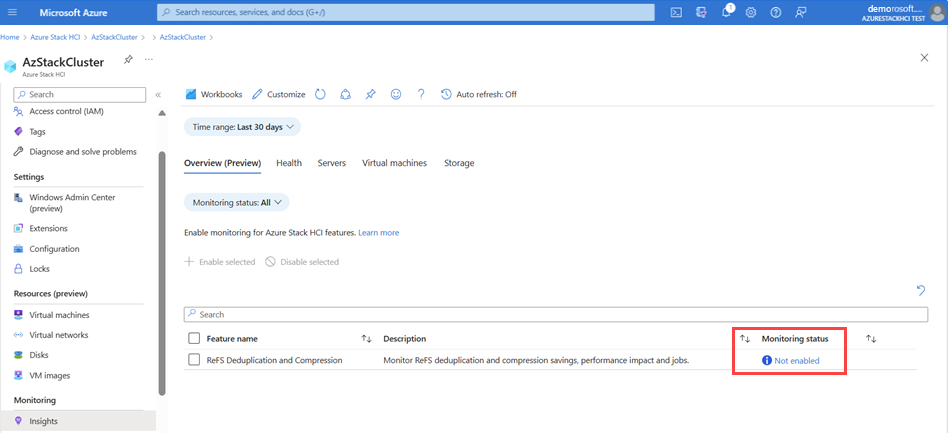 Microsoft Azure
Search resources, services, and docs (G+/)
1
demorosoft....
AZURESTACKHCI TEST
Home > Azure Stack HCI > AzStackCluster > > AzStackCluster >
AzStackCluster
...
Azure Stack HCI
Search
«
Access control (IAM)
Tags
Diagnose and solve problems
Settings
Windows Admin Center
(preview)
Extensions
Configuration
Locks
Resources (preview)
Virtual machines
Virtual networks
Disks
VM images
Monitoring
Insights
Workbooks
Customize
?
Auto refresh: Off
Time range: Last 30 days
Overview (Preview)
Health
Servers
Virtual machines
Storage
Monitoring status: All
Enable monitoring for Azure Stack HCI features. Learn more
Enable selected
Disable selected
Search
Feature name
Description
Monitoring status
ReFS Deduplication and Compression
Monitor ReFS deduplication and compression savings, performance impact and jobs.
Not enabled